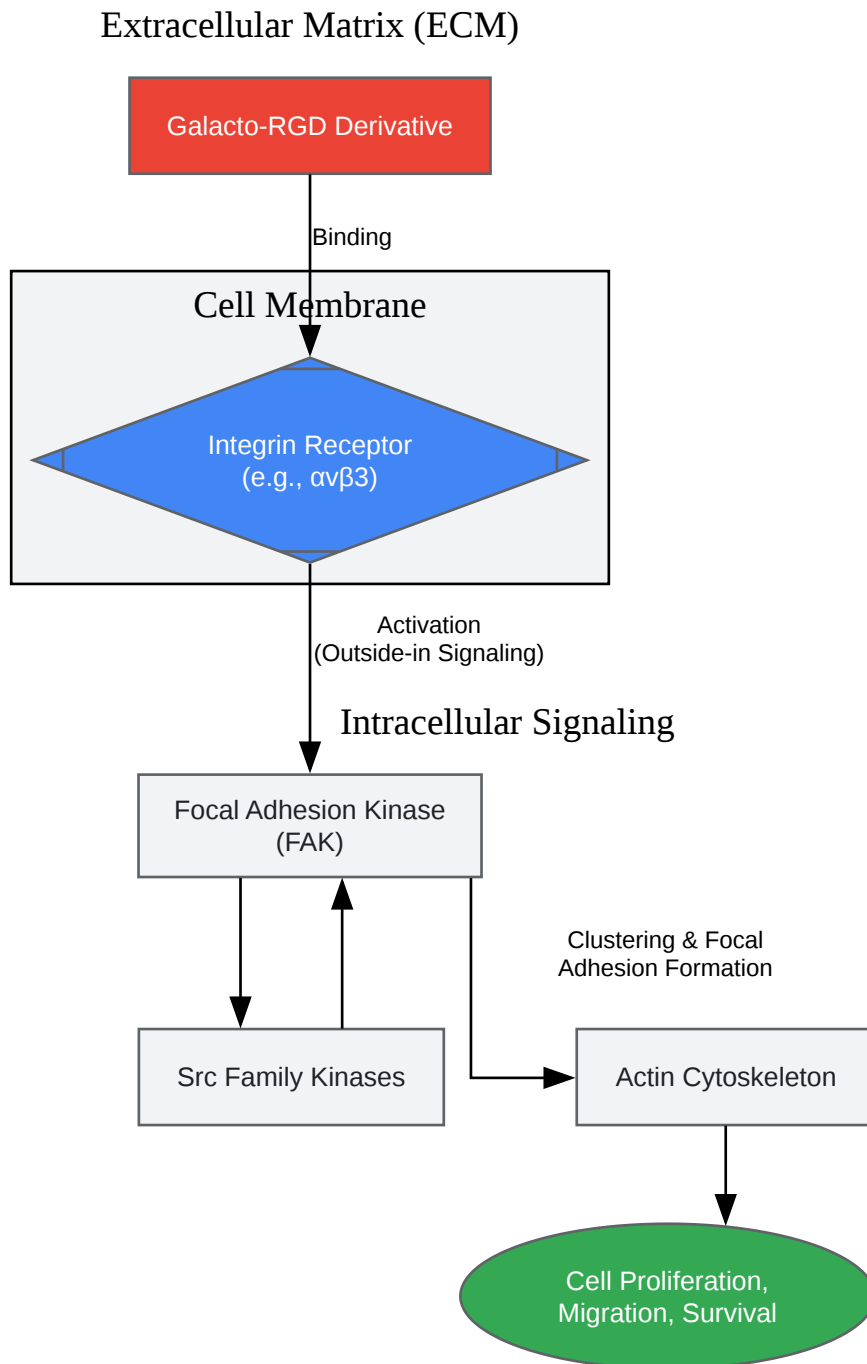 Extracellular Matrix (ECM)
Galacto-RGD Derivative
Binding
Cell Membrane
Integrin Receptor
(e.g., αvβ3)
Activation
(Outside-in Signaling)
Intracellular Signaling
Focal Adhesion Kinase
(FAK)
Clustering & Focal
Adhesion Formation
Src Family Kinases
Actin Cytoskeleton
Cell Proliferation,
Migration, Survival